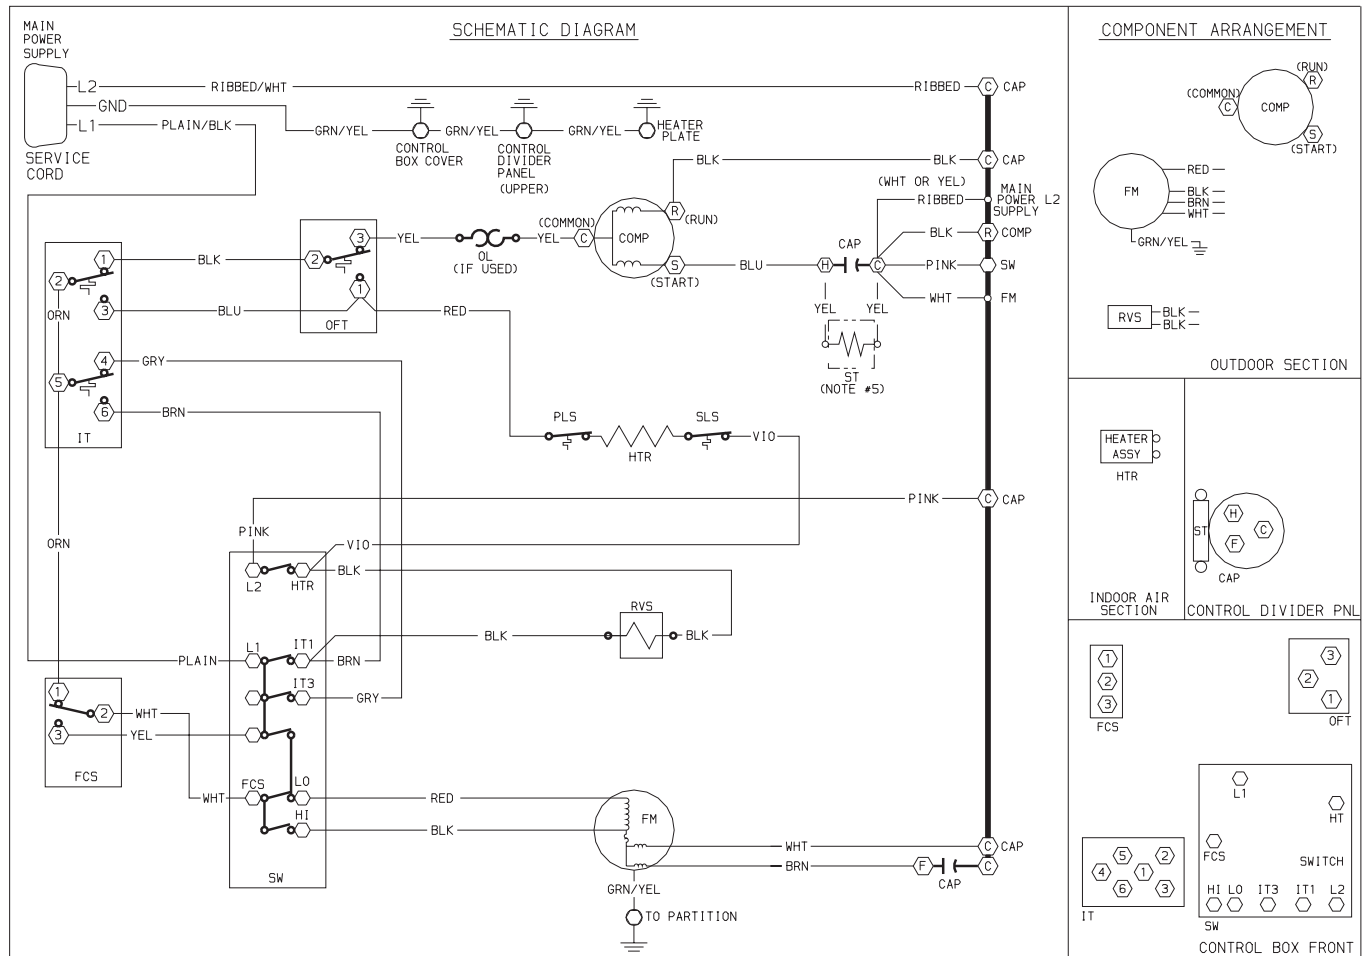 SCHEMATIC DIAGRAM
MAIN
POWER
SUPPLY
L2
RIBBED/WHT
RIBBED
C
CAP
GND
L1
PLAIN/BLK
GRN/YEL
GRN/YEL
GRN/YEL
HEATER
PLATE
CONTROL
BOX COVER
CONTROL
DIVIDER
PANEL
(UPPER)
SERVICE
CORD
BLK
BLK
C
CAP
(WHT OR YEL)
RIBBED
MAIN
POWER L2
SUPPLY
(COMMON)
C
COMP
R
(RUN)
S
(START)
3
YEL
OL
(IF USED)
YEL
2
1
OFT
BLK
R
COMP
CAP
BLU
H
C
PINK
SW
WHT
FM
YEL
YEL
ST
(NOTE #5)
1
BLK
2
ORN
3
BLU
RED
4
GRY
5
6
BRN
IT
PLS
HTR
SLS
VIO
PINK
C
CAP
PINK
ORN
VIO
L2
HTR
BLK
RVS
BLK
BLK
L1
IT1
PLAIN
BRN
IT3
GRY
1
2
WHT
3
YEL
FCS
FCS
LO
WHT
RED
HI
BLK
FM
SW
WHT
C
CAP
BRN
F
CAP
C
GRN/YEL
TO PARTITION
COMPONENT ARRANGEMENT
(RUN)
R
(COMMON)
C
COMP
S
(START)
FM
RED
BLK
BRN
WHT
GRN/YEL
RVS
BLK
BLK
OUTDOOR SECTION
HEATER
ASSY
HTR
INDOOR AIR
SECTION
ST
H
C
F
CAP
CONTROL DIVIDER PNL
1
2
3
FCS
3
2
1
OFT
L1
HT
FCS
SWITCH
HI LO IT3 IT1 L2
SW
5
2
4
1
6
3
IT
CONTROL BOX FRONT